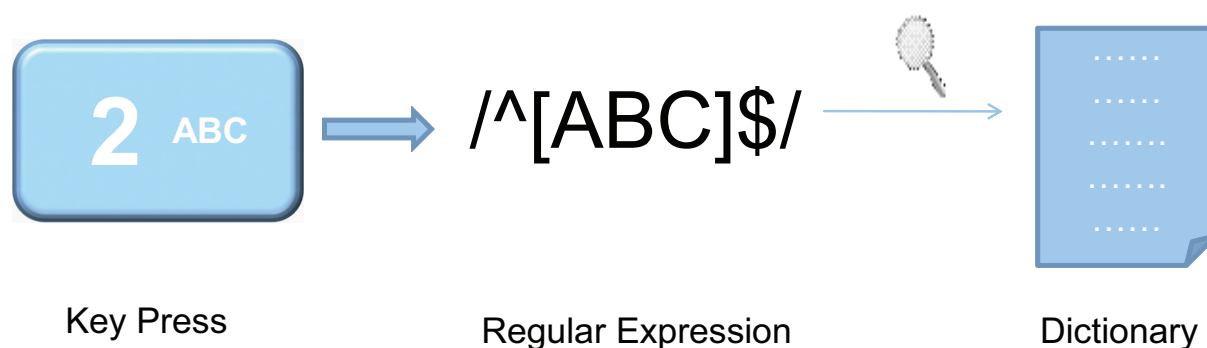 2 ABC
/^[ABC]$/
......
......
.......
.......
......
Key Press
Regular Expression
Dictionary